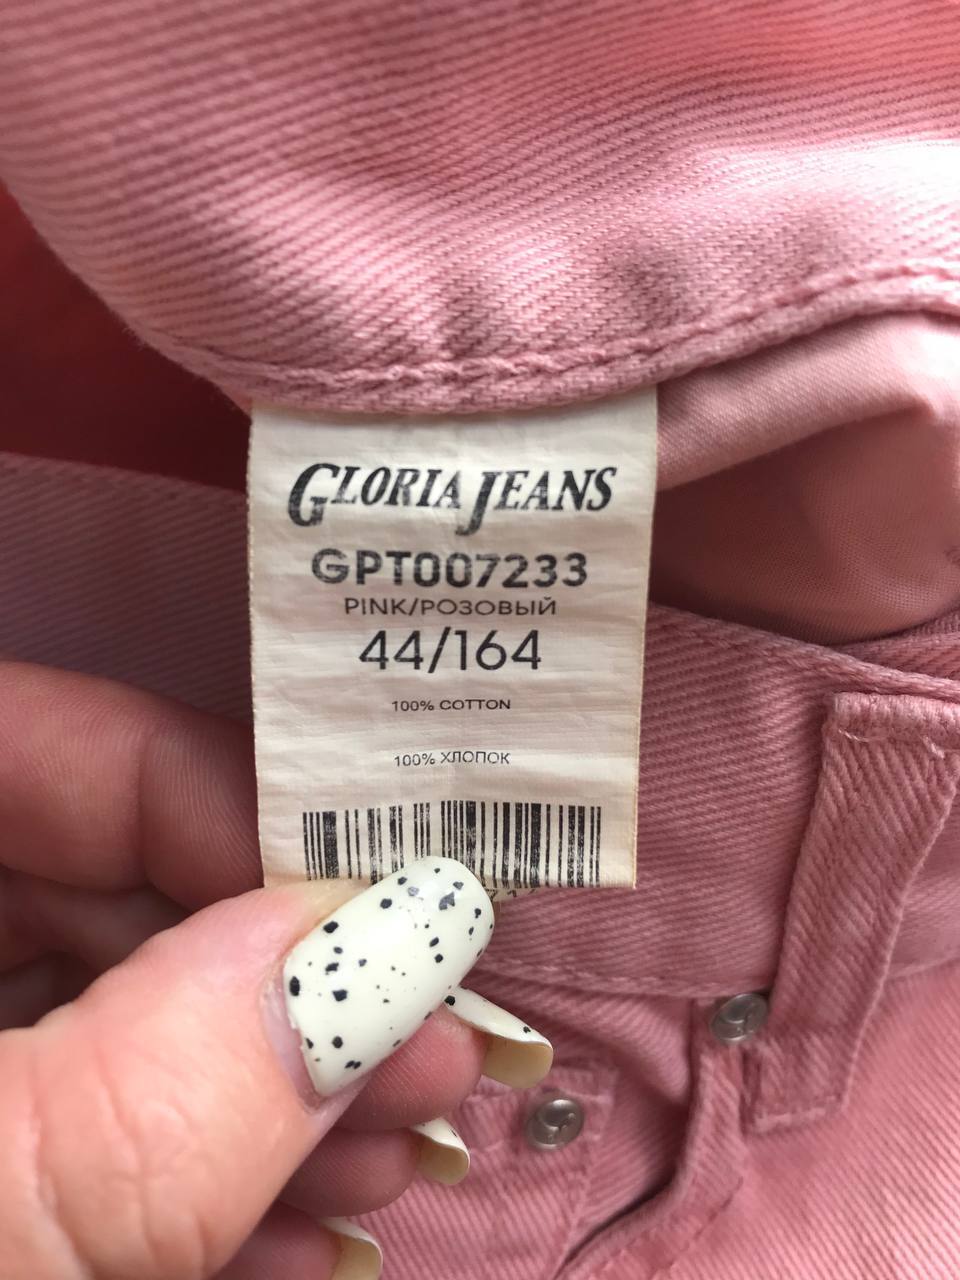 GLORIA JEANS
GPT007233
PINK/РОЗОВЫЙ
44/164
100% COTTON
100% ХЛОПОК